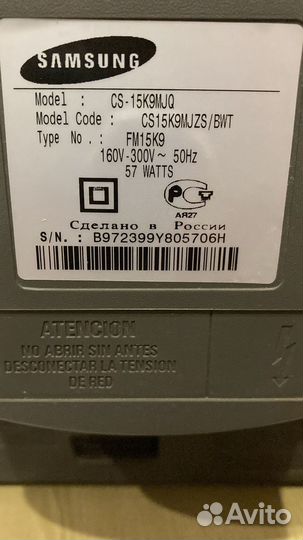 SAMSUNG
Model : CS-15K9MJQ
Model Code : CS15K9MJZS/BWT
Type No . : FM15K9
160V-300V~ 50Hz
57 WATTS
АЯ27
Сделано в России
S/N. : B972399Y805706H
ATENCION
NO ABRIR SIN ANTES
DESCONECTAR LA TENSION
DE RED
Avito